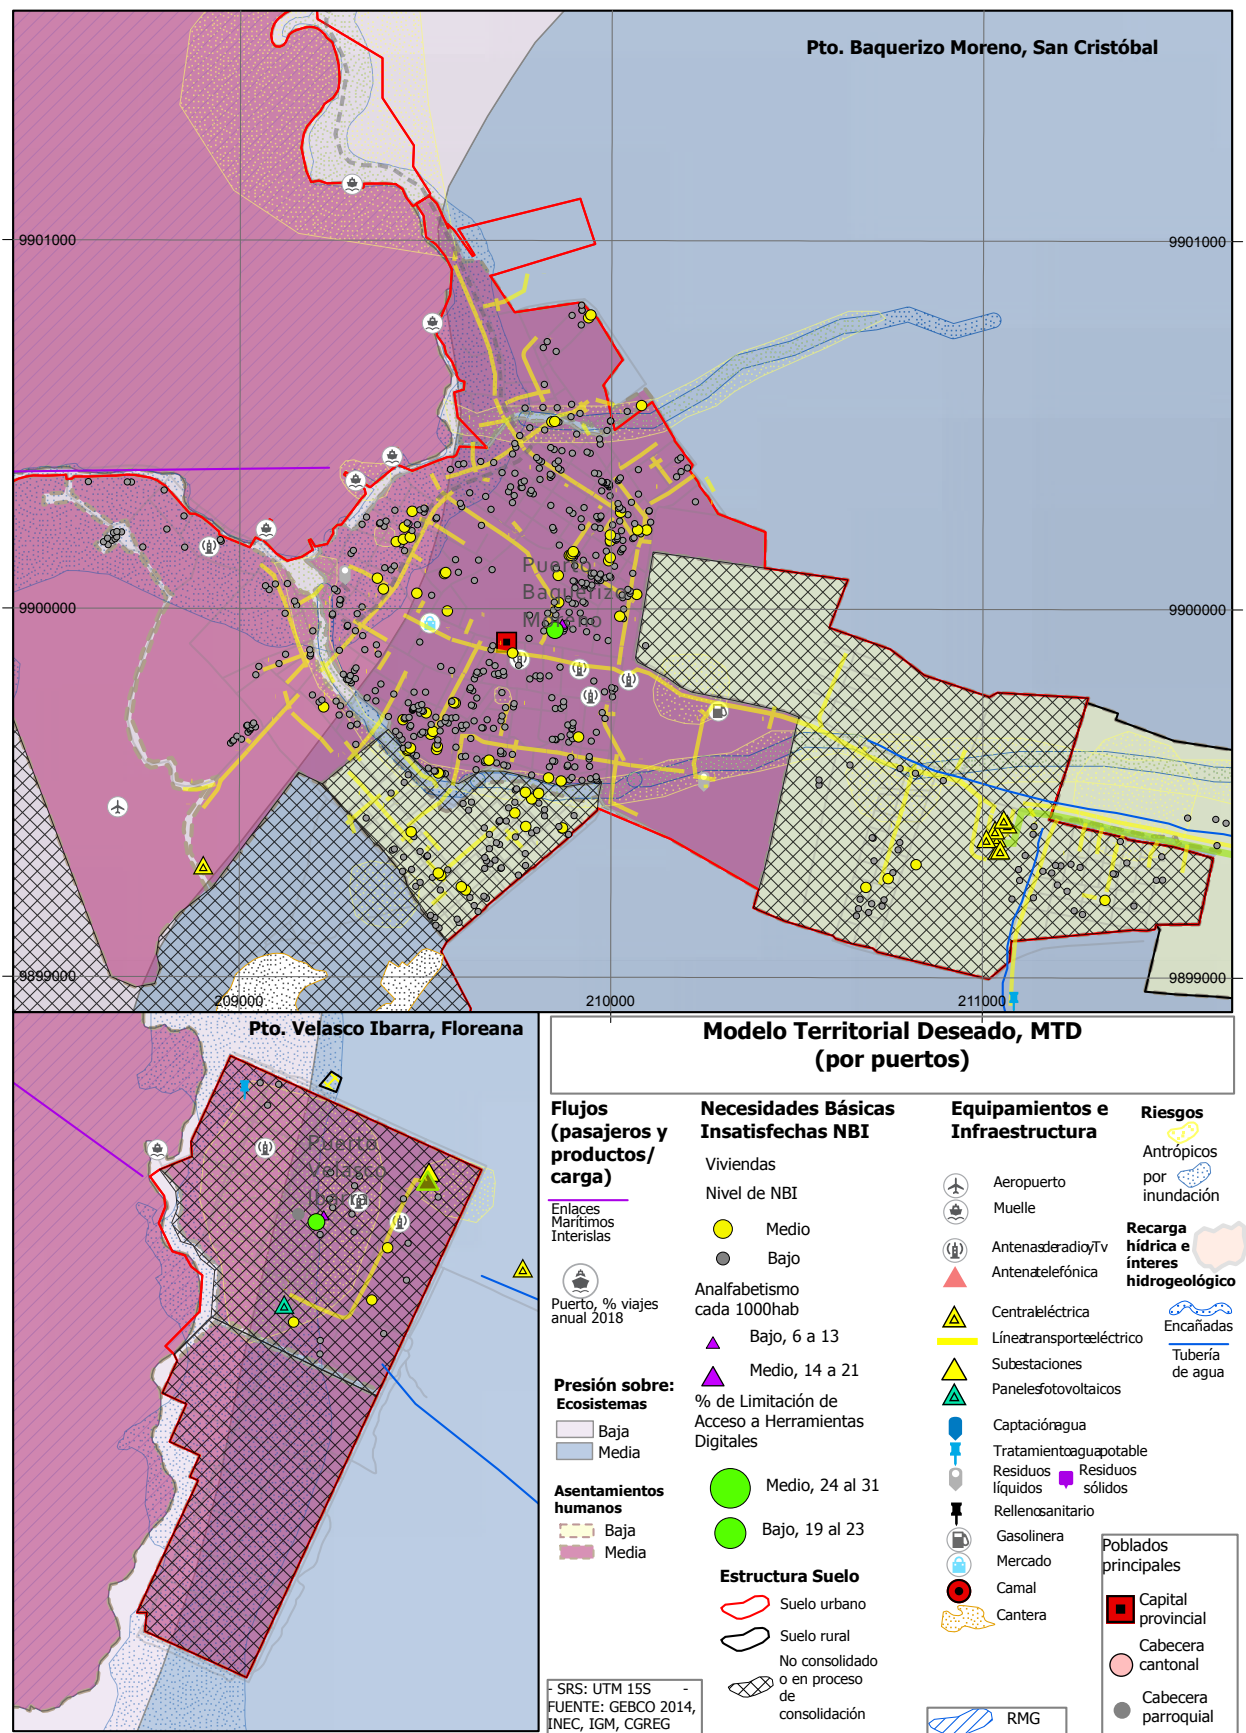 Pto. Baquerizo Moreno, San Cristóbal
9901000
9901000
Puerto
Baquerizo
Moreno
9900000
9900000
9899000
9899000
209000
210000
211000
Pto. Velasco Ibarra, Floreana
Puerto
Velasco
Ibarra
Modelo Territorial Deseado, MTD
(por puertos)
Flujos
(pasajeros y
productos/
carga)
Enlaces
Marítimos
Interislas
Puerto, % viajes
anual 2018
Presión sobre:
Ecosistemas
Baja
Media
Asentamientos
humanos
Baja
Media
- SRS: UTM 15S -
FUENTE: GEBCO 2014,
INEC, IGM, CGREG
Necesidades Básicas
Insatisfechas NBI
Viviendas
Nivel de NBI
Medio
Bajo
Analfabetismo
cada 1000hab
Bajo, 6 a 13
Medio, 14 a 21
% de Limitación de
Acceso a Herramientas
Digitales
Medio, 24 al 31
Bajo, 19 al 23
Estructura Suelo
Suelo urbano
Suelo rural
No consolidado
o en proceso
de
consolidación
Equipamientos e
Infraestructura
Aeropuerto
Muelle
AntenasderadioyTv
Antenatelefónica
Centraleléctrica
Líneatransporteeléctrico
Subestaciones
Panelesfotovoltaicos
Captaciónagua
Tratamientoaguapotable
Residuos
líquidos
Residuos
sólidos
Rellenosanitario
Gasolinera
Mercado
Camal
Cantera
RMG
Riesgos
Antrópicos
por
inundación
Recarga
hídrica e
ínteres
hidrogeológico
Encañadas
Tubería
de agua
Poblados
principales
Capital
provincial
Cabecera
cantonal
Cabecera
parroquial